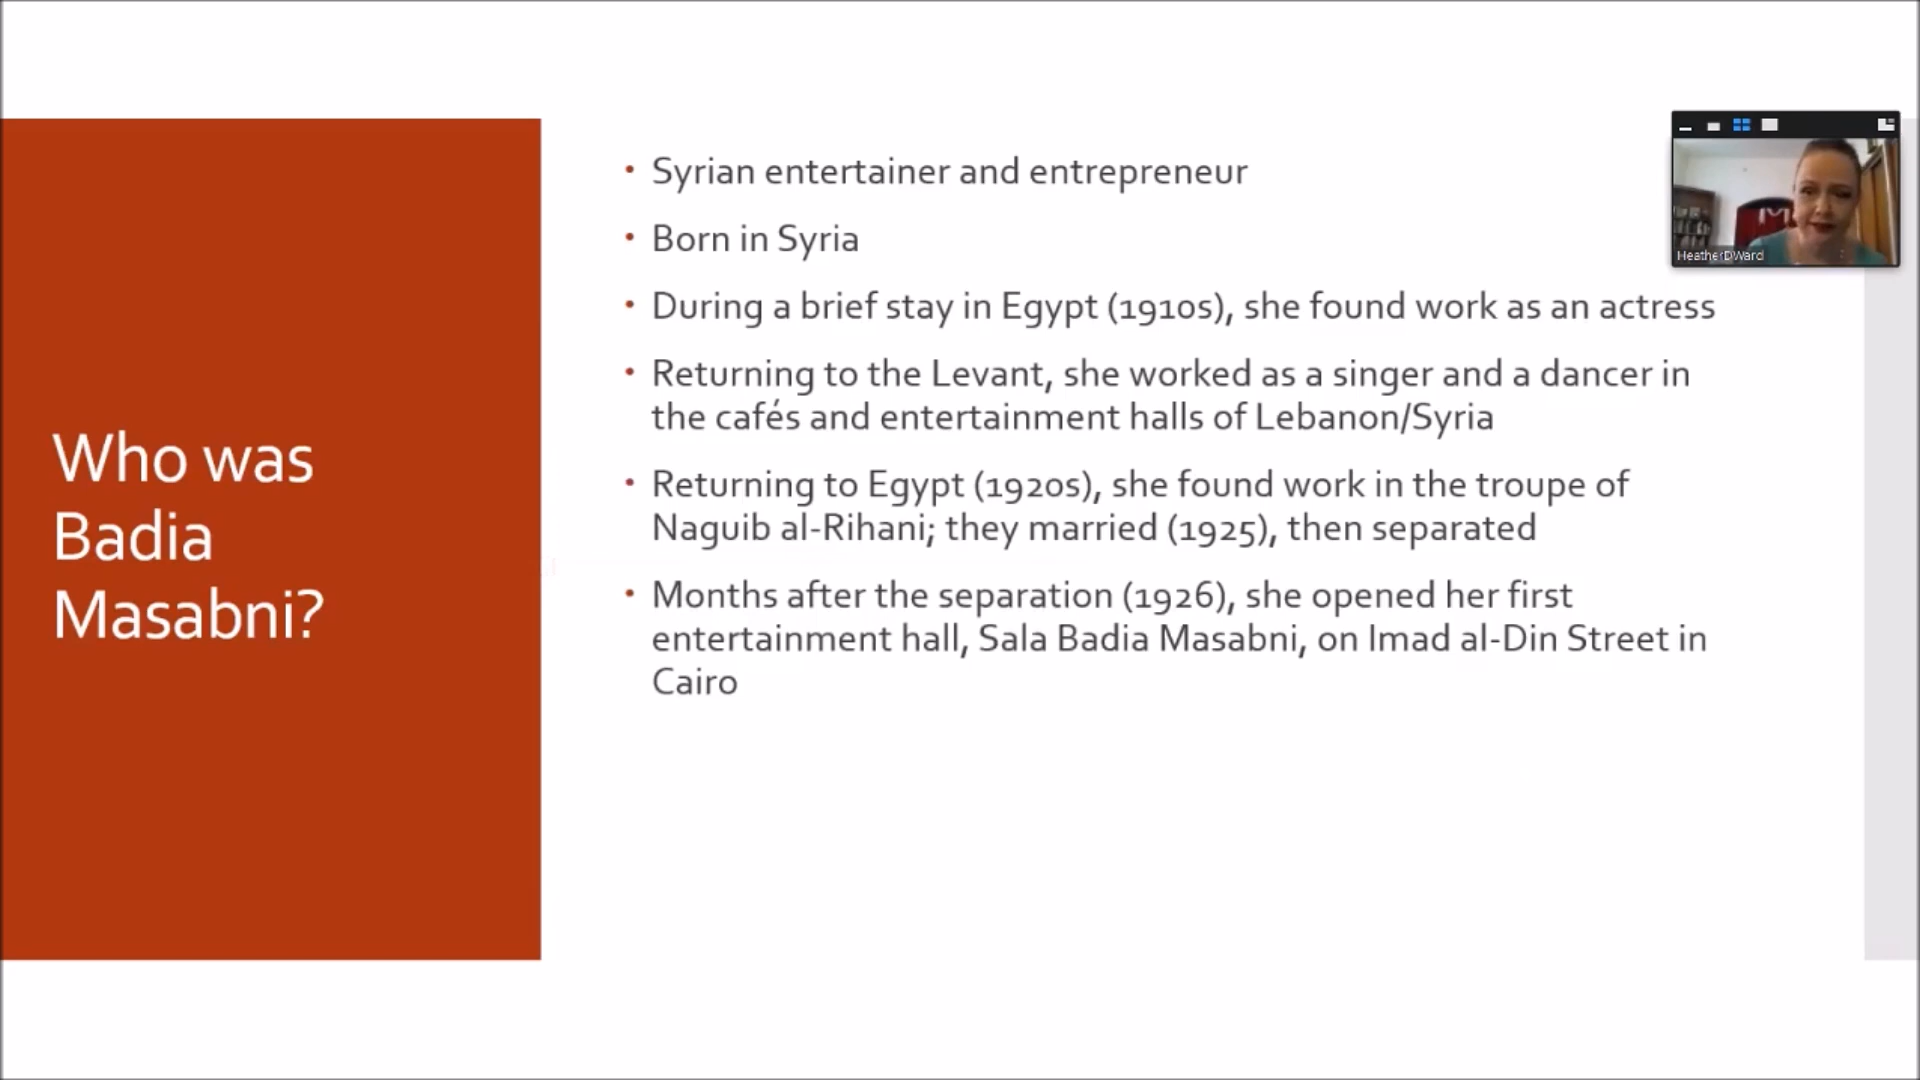 Who was
Badia
Masabni?
• Syrian entertainer and entrepreneur
• Born in Syria
• During a brief stay in Egypt (1910s), she found work as an actress
• Returning to the Levant, she worked as a singer and a dancer in
the cafés and entertainment halls of Lebanon/Syria
• Returning to Egypt (1920s), she found work in the troupe of
Naguib al-Rihani; they married (1925), then separated
• Months after the separation (1926), she opened her first
entertainment hall, Sala Badia Masabni, on Imad al-Din Street in
Cairo
HeatherDWard